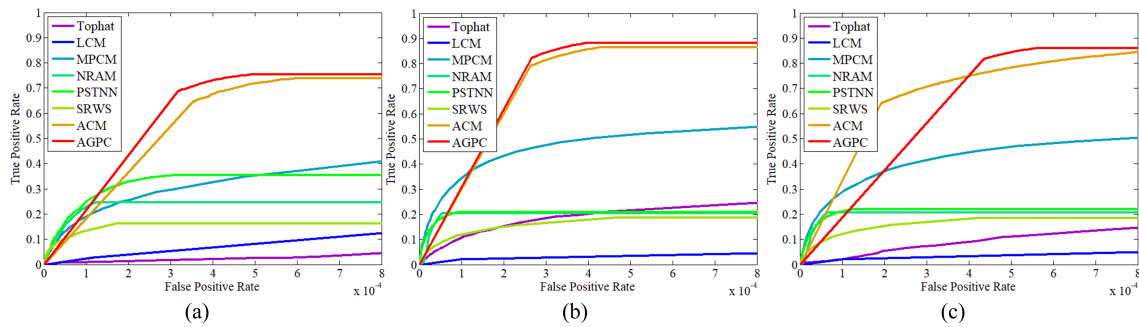 1
0.9
0.8
0.7
0.6
0.5
0.4
0.3
0.2
0.1
0
True Positive Rate
Tophat
LCM
MPCM
NRAM
PSTNN
SRWS
ACM
AGPC
0 1 2 3 4 5 6 7 8
False Positive Rate
x 10⁻⁴
(a)
1
0.9
0.8
0.7
0.6
0.5
0.4
0.3
0.2
0.1
0
True Positive Rate
Tophat
LCM
MPCM
NRAM
PSTNN
SRWS
ACM
AGPC
0 1 2 3 4 5 6 7 8
False Positive Rate
x 10⁻⁴
(b)
1
0.9
0.8
0.7
0.6
0.5
0.4
0.3
0.2
0.1
0
True Positive Rate
Tophat
LCM
MPCM
NRAM
PSTNN
SRWS
ACM
AGPC
0 1 2 3 4 5 6 7 8
False Positive Rate
x 10⁻⁴
(c)